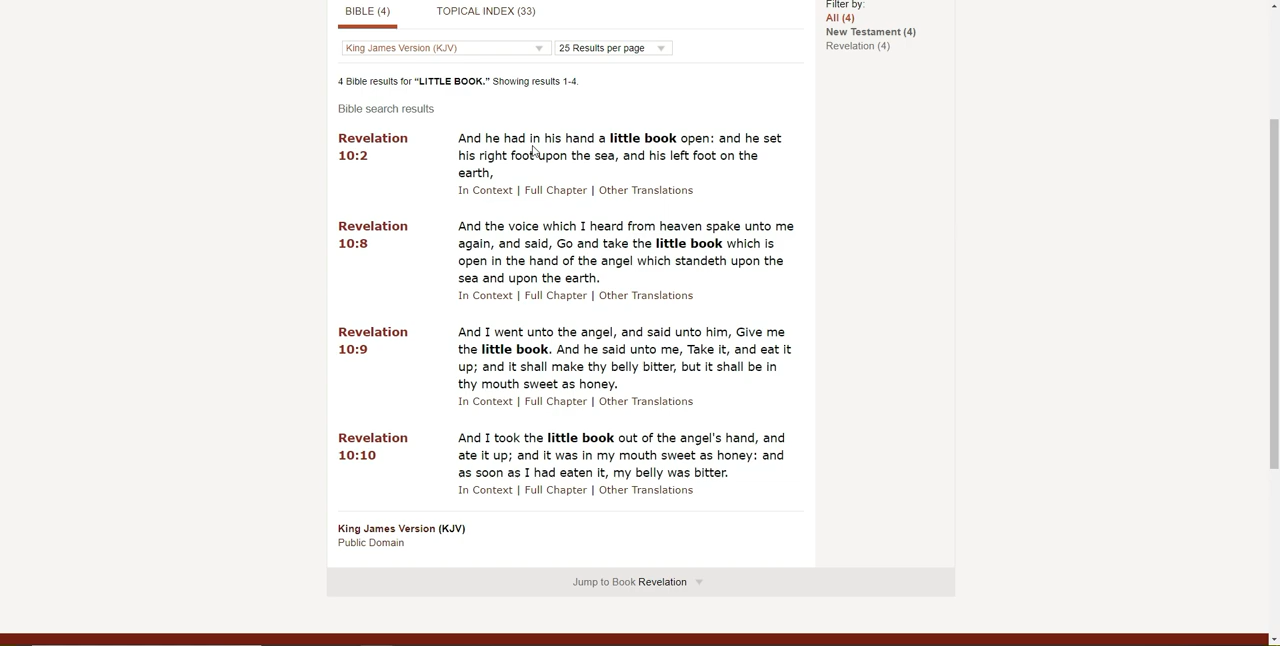 BIBLE (4) TOPICAL INDEX (33)
King James Version (KJV) 25 Results per page
4 Bible results for “LITTLE BOOK.” Showing results 1-4.
Bible search results
Revelation 10:2
And he had in his hand a little book open: and he set
his right foot upon the sea, and his left foot on the
earth,
In Context | Full Chapter | Other Translations
Revelation 10:8
And the voice which I heard from heaven spake unto me
again, and said, Go and take the little book which is
open in the hand of the angel which standeth upon the
sea and upon the earth.
In Context | Full Chapter | Other Translations
Revelation 10:9
And I went unto the angel, and said unto him, Give me
the little book. And he said unto me, Take it, and eat it
up; and it shall make thy belly bitter, but it shall be in
thy mouth sweet as honey.
In Context | Full Chapter | Other Translations
Revelation 10:10
And I took the little book out of the angel's hand, and
ate it up; and it was in my mouth sweet as honey: and
as soon as I had eaten it, my belly was bitter.
In Context | Full Chapter | Other Translations
King James Version (KJV)
Public Domain
Jump to Book Revelation
Filter by:
All (4)
New Testament (4)
Revelation (4)